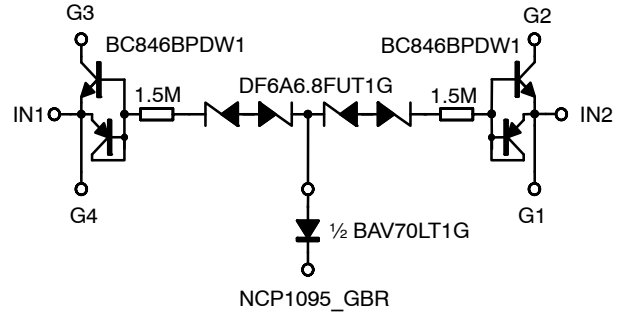 G3
G2
BC846BPDW1
BC846BPDW1
DF6A6.8FUT1G
1.5M
1.5M
IN1
IN2
G4
G1
½ BAV70LT1G
NCP1095_GBR